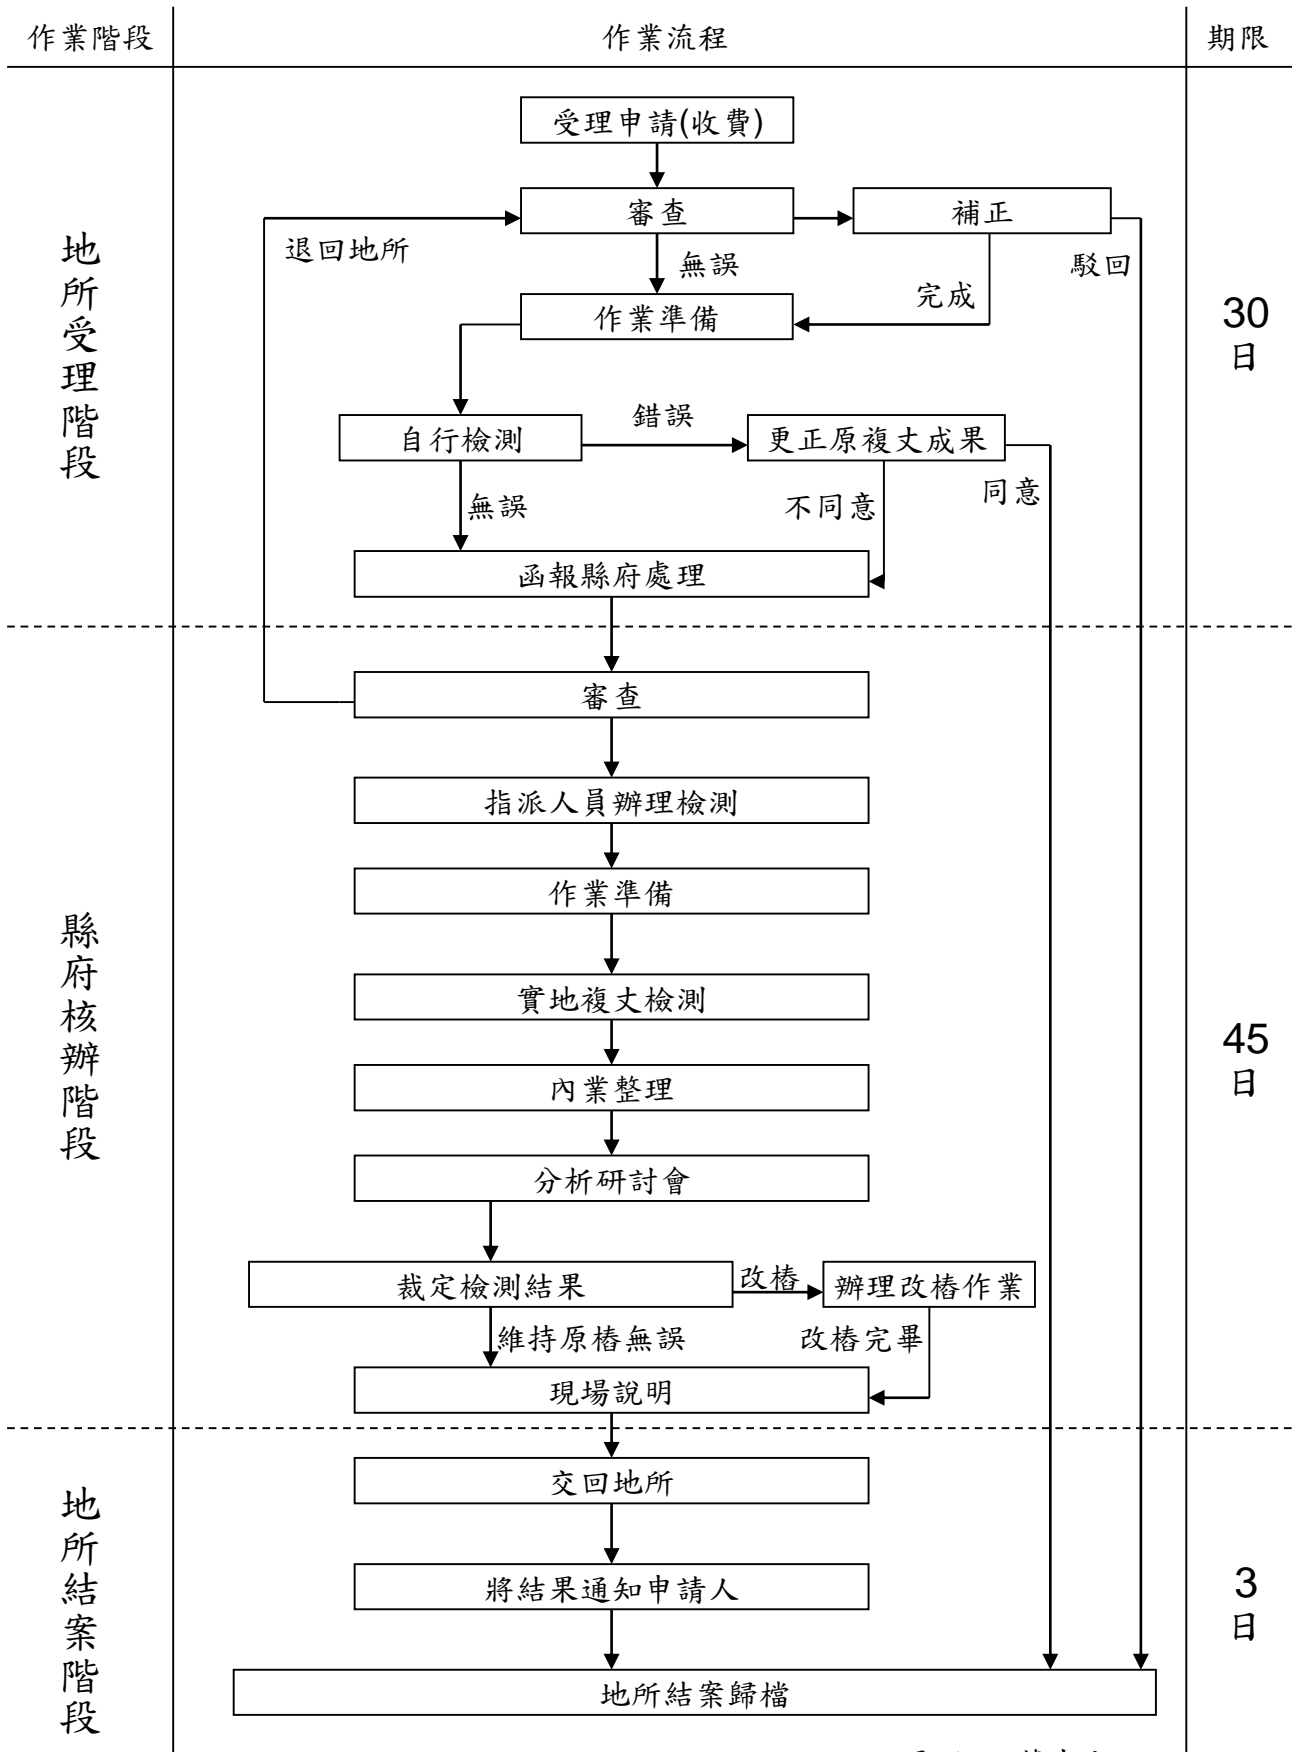 作業階段
作業流程
期限
地所受理階段
受理申請(收費)
審查
補正
退回地所
無誤
完成
駁回
作業準備
自行檢測
錯誤
更正原複丈成果
無誤
不同意
同意
函報縣府處理
30
日
縣府核辦階段
審查
指派人員辦理檢測
作業準備
實地複丈檢測
內業整理
分析研討會
裁定檢測結果
改樁
辦理改樁作業
維持原樁無誤
改樁完畢
現場說明
45
日
地所結案階段
交回地所
將結果通知申請人
地所結案歸檔
3
日